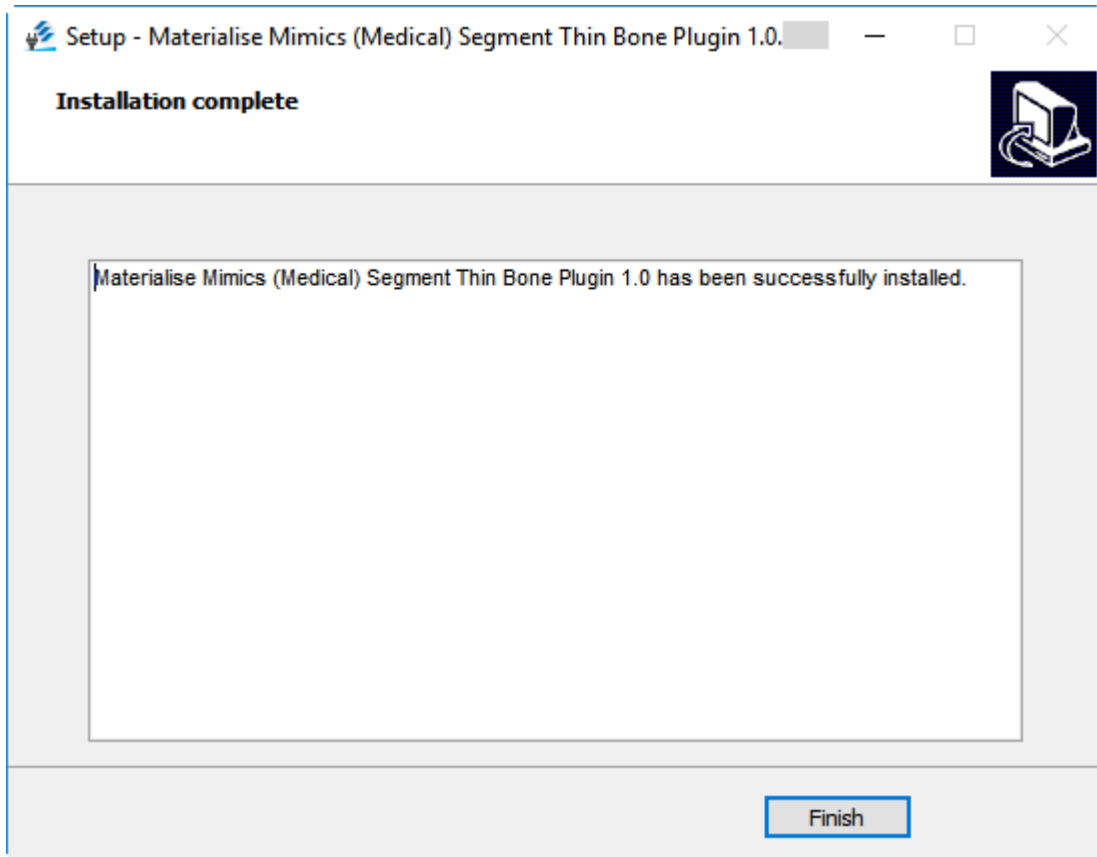 Setup - Materialise Mimics (Medical) Segment Thin Bone Plugin 1.0.
Installation complete
Materialise Mimics (Medical) Segment Thin Bone Plugin 1.0 has been successfully installed.
Finish